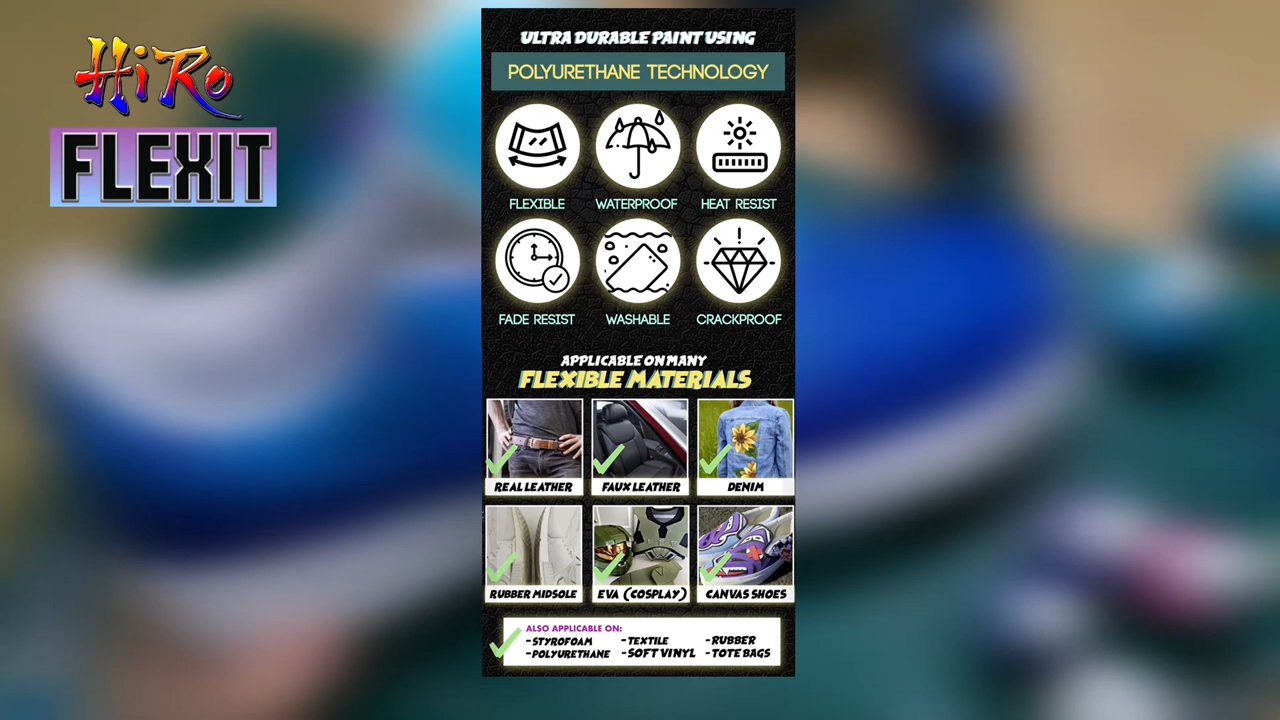 HiRo
FLEXIT
ULTRA DURABLE PAINT USING
POLYURETHANE TECHNOLOGY
FLEXIBLE
WATERPROOF
HEAT RESIST
FADE RESIST
WASHABLE
CRACKPROOF
APPLICABLE ON MANY
FLEXIBLE MATERIALS
REAL LEATHER
FAUX LEATHER
DENIM
RUBBER MIDSOLE
EVA (COSPLAY)
CANVAS SHOES
ALSO APPLICABLE ON:
-STYROFOAM
-TEXTILE
-RUBBER
-POLYURETHANE
-SOFT VINYL
-TOTE BAGS